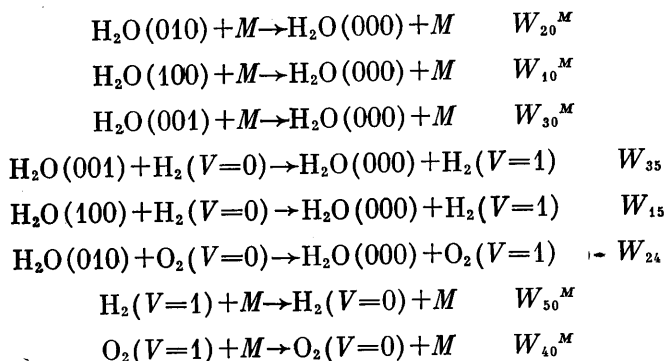 H₂O(010)+M→H₂O(000)+M W₂₀ᴹ
H₂O(100)+M→H₂O(000)+M W₁₀ᴹ
H₂O(001)+M→H₂O(000)+M W₃₀ᴹ
H₂O(001)+H₂(V=0)→H₂O(000)+H₂(V=1) W₃₅
H₂O(100)+H₂(V=0)→H₂O(000)+H₂(V=1) W₁₅
H₂O(010)+O₂(V=0)→H₂O(000)+O₂(V=1) W₂₄
H₂(V=1)+M→H₂(V=0)+M W₅₀ᴹ
O₂(V=1)+M→O₂(V=0)+M W₄₀ᴹ